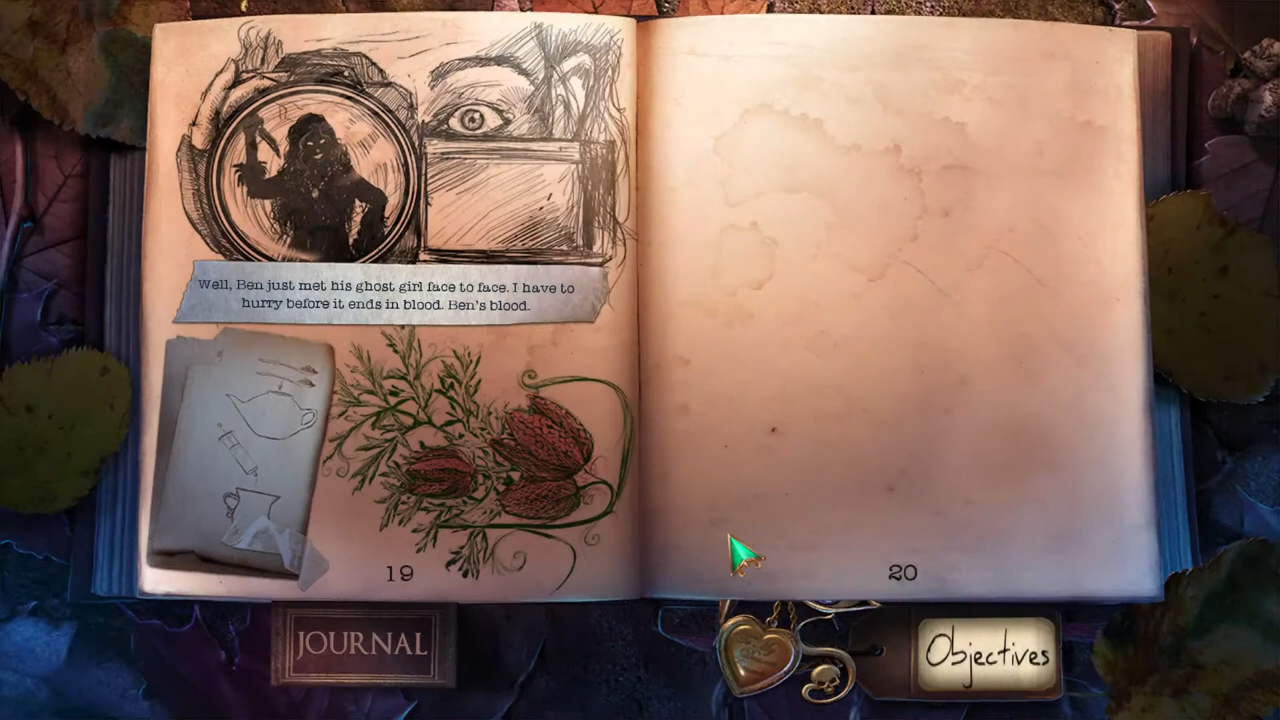 Well, Ben just met his ghost girl face to face. I have to
hurry before it ends in blood. Ben's blood.
19
20
JOURNAL
Objectives